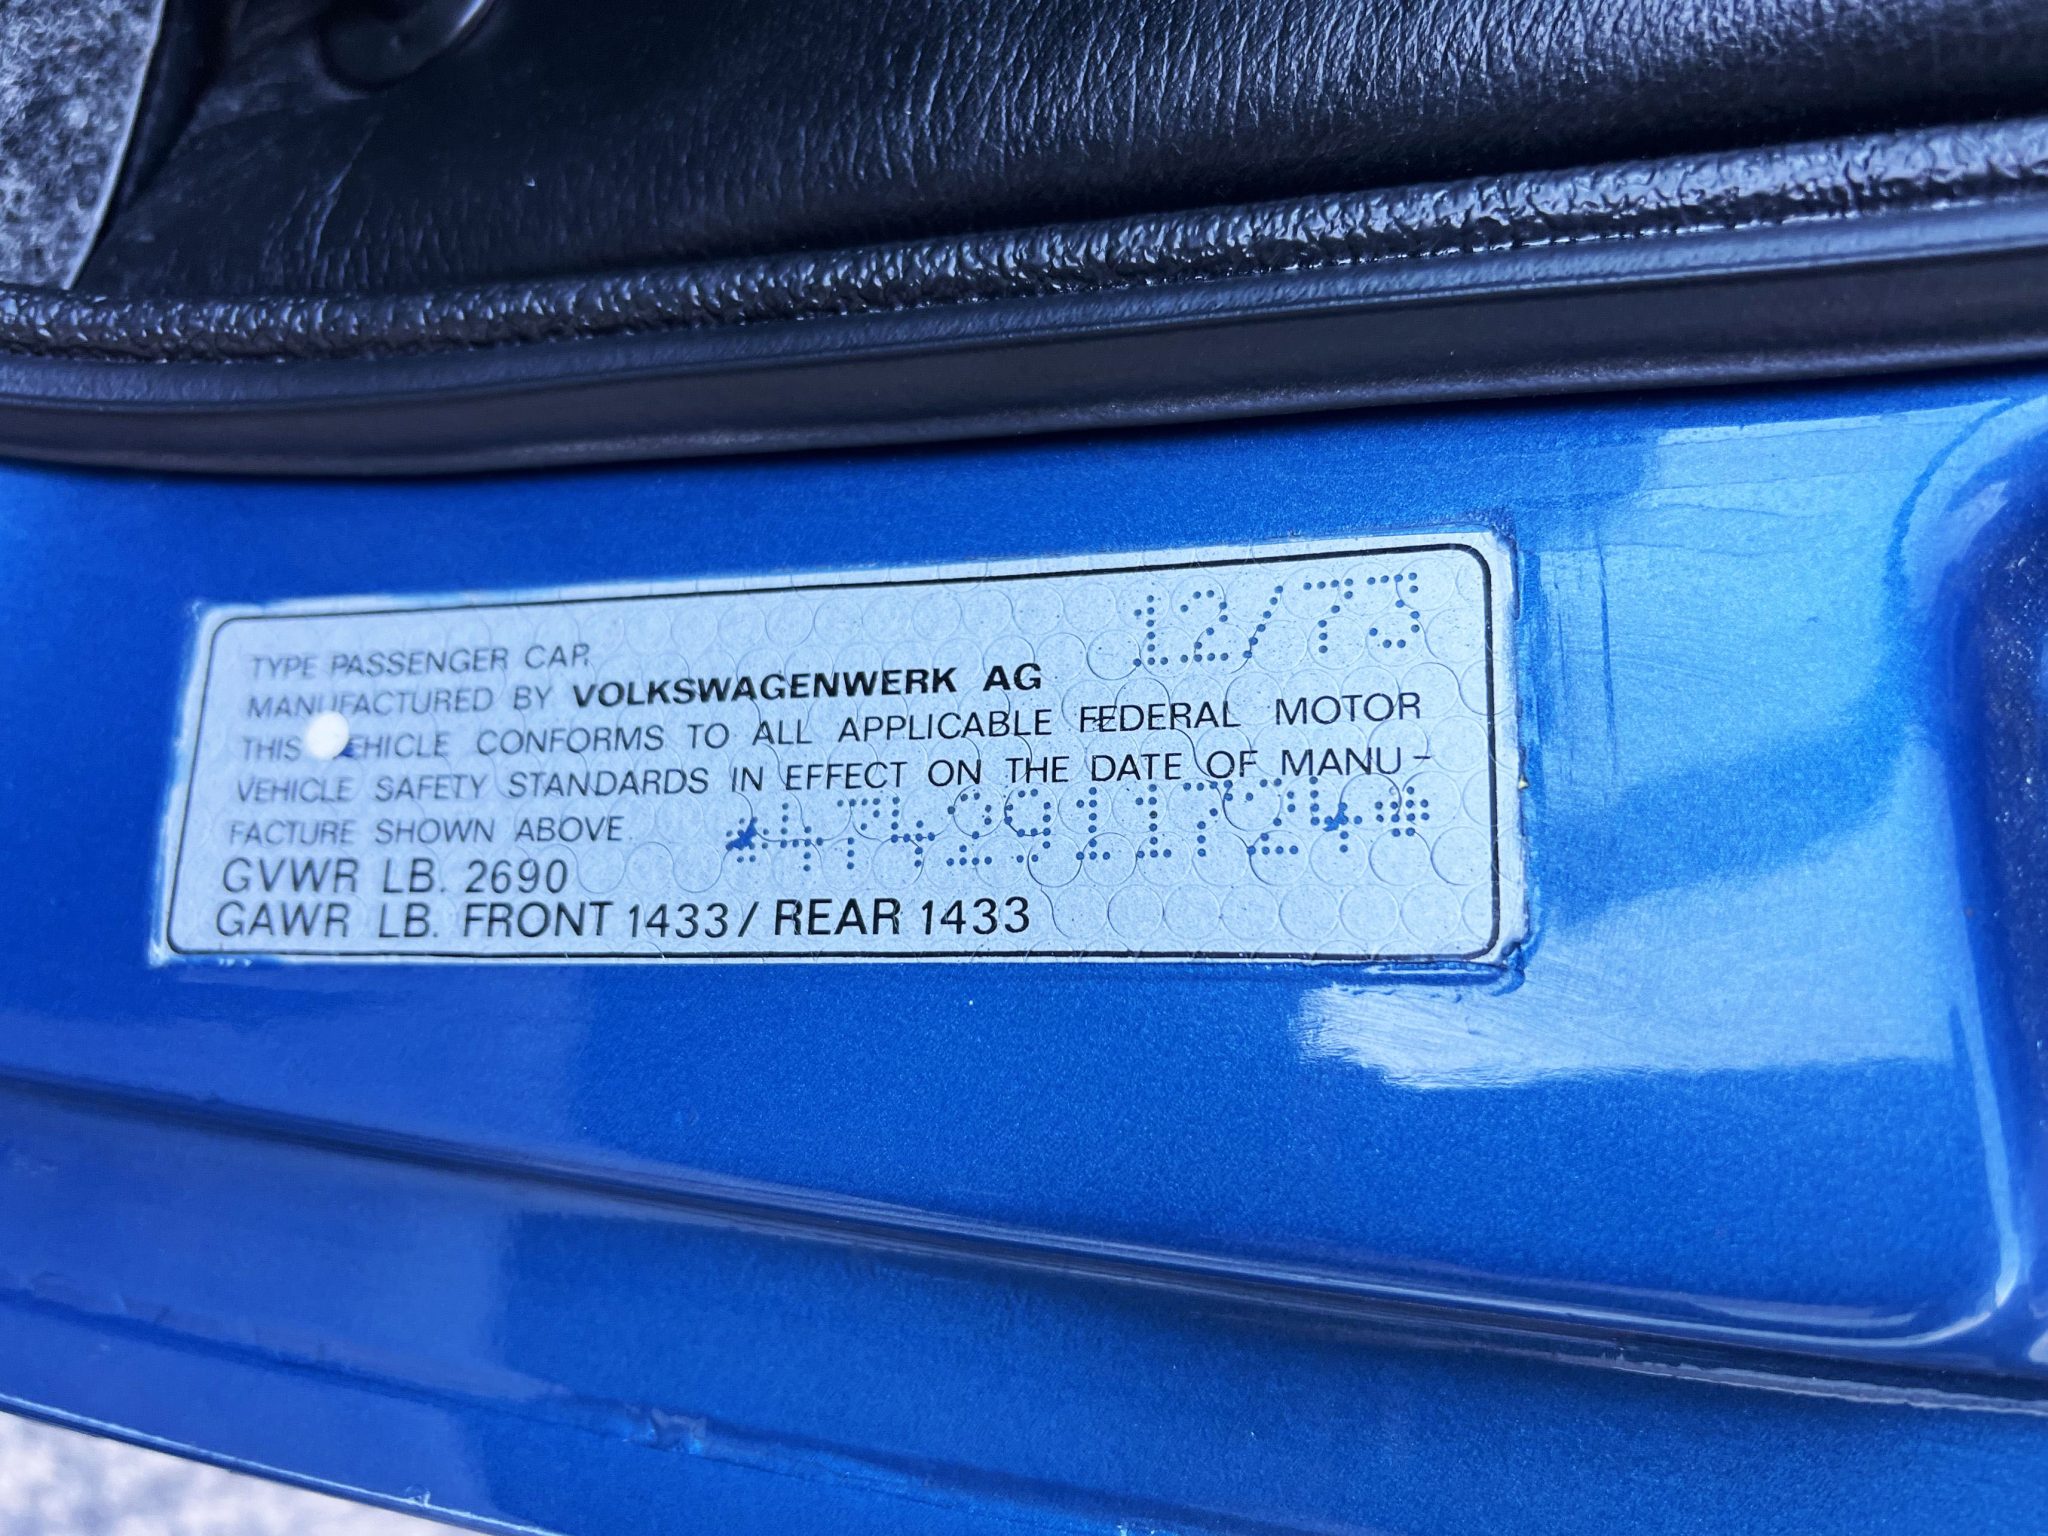 12/73
TYPE PASSENGER CAR
MANUFACTURED BY VOLKSWAGENWERK AG
THIS VEHICLE CONFORMS TO ALL APPLICABLE FEDERAL MOTOR
VEHICLE SAFETY STANDARDS IN EFFECT ON THE DATE OF MANU-
FACTURE SHOWN ABOVE. *4742911724*
GVWR LB. 2690
GAWR LB. FRONT 1433 / REAR 1433